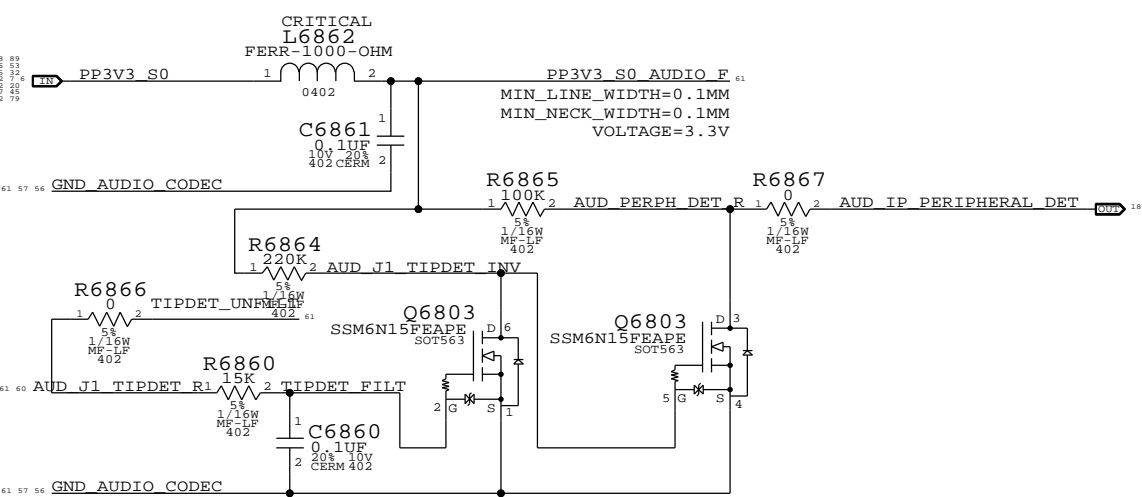 CRITICAL
L6862
FERR-1000-OHM
IN
PP3V3_S0
1
2
0402
PP3V3_S0_AUDIO_F
61
MIN_LINE_WIDTH=0.1MM
MIN_NECK_WIDTH=0.1MM
VOLTAGE=3.3V
1
C6861
0.1UF
10V 20%
402 CERM
2
61 57 56 GND_AUDIO_CODEC
R6865
1
100K
2
5%
1/16W
MF-LF
402
AUD_PERPH_DET_R
R6867
1
0
2
5%
1/16W
MF-LF
402
AUD_IP_PERIPHERAL_DET
OUT
18
R6864
1
220K
2
5%
1/16W
MF-LF
402
AUD_J1_TIPDET_INV
R6866
1
0
2
5%
1/16W
MF-LF
402
TIPDET_UNFILT
61
Q6803
SSM6N15FEAPE
SOT563
D 6
2 G
S 1
Q6803
SSM6N15FEAPE
SOT563
D 3
5 G
S 4
61 60 AUD_J1_TIPDET_R
R6860
1
15K
2
5%
1/16W
MF-LF
402
TIPDET_FILT
1
C6860
0.1UF
20% 10V
CERM 402
2
61 57 56 GND_AUDIO_CODEC